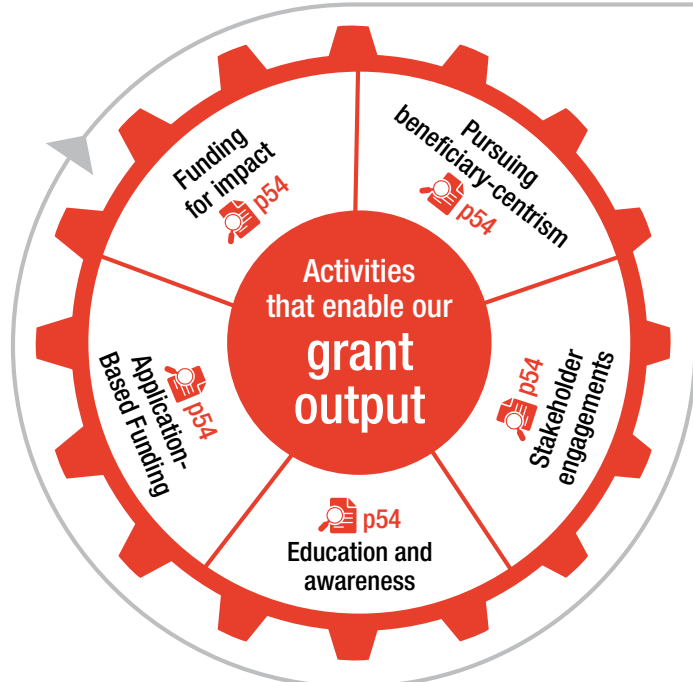 Funding
for impact
p54
Pursuing
beneficiary-centrism
p54
Activities
that enable our
grant
output
p54
Stakeholder
engagements
p54
Application-
Based Funding
p54
Education and
awareness